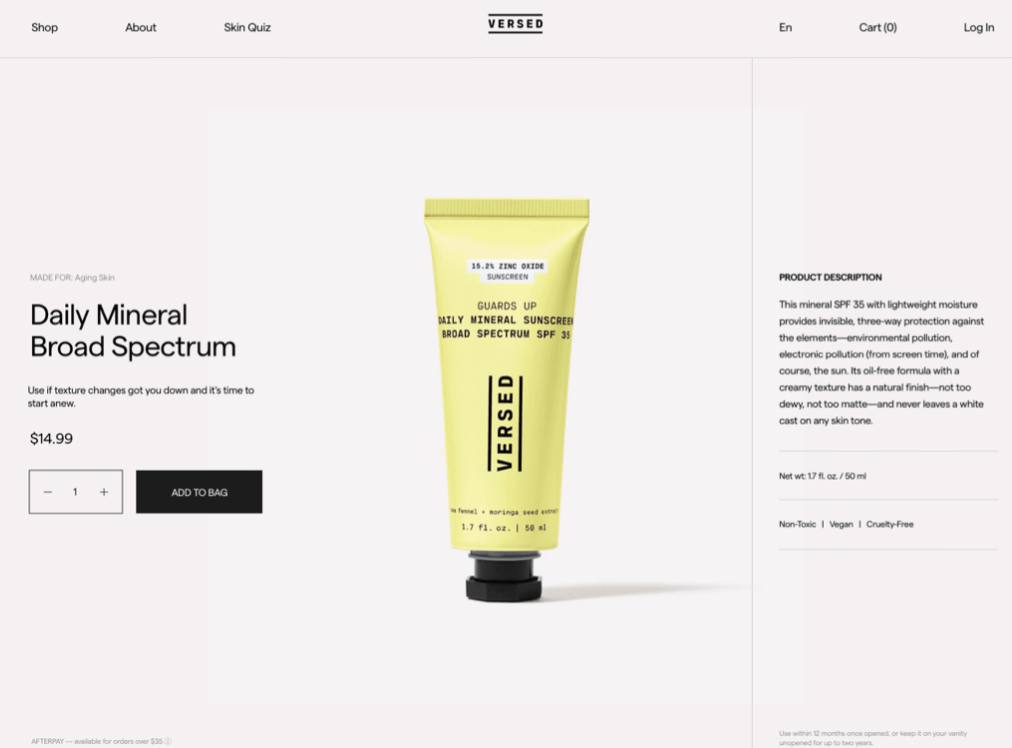 Shop
About
Skin Quiz
VERSED
En
Cart (0)
Log In
MADE FOR: Aging Skin
Daily Mineral
Broad Spectrum
Use if texture changes got you down and it's time to
start anew.
$14.99
− 1 +
ADD TO BAG
AFTERPAY — available for orders over $35
15.2% ZINC OXIDE
SUNSCREEN
GUARDS UP
DAILY MINERAL SUNSCREEN
BROAD SPECTRUM SPF 35
VERSED
fennel + moringa seed extract
1.7 fl. oz. | 50 ml
PRODUCT DESCRIPTION
This mineral SPF 35 with lightweight moisture
provides invisible, three-way protection against
the elements—environmental pollution,
electronic pollution (from screen time), and of
course, the sun. Its oil-free formula with a
creamy texture has a natural finish—not too
dewy, not too matte—and never leaves a white
cast on any skin tone.
Net wt: 1.7 fl. oz. / 50 ml
Non-Toxic | Vegan | Cruelty-Free
Use within 12 months once opened, or keep it on your vanity
unopened for up to two years.